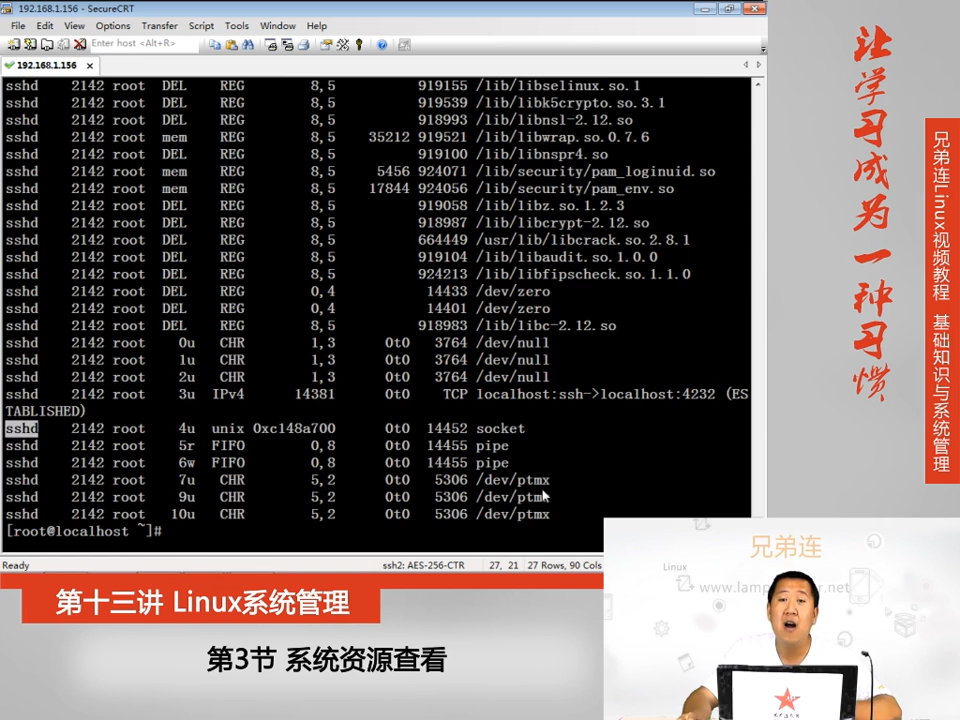 192.168.1.156 - SecureCRT
File Edit View Options Transfer Script Tools Window Help
Enter host <Alt+R>
192.168.1.156
sshd 2142 root DEL REG 8,5 919155 /lib/libselinux.so.1
sshd 2142 root DEL REG 8,5 919539 /lib/libk5crypto.so.3.1
sshd 2142 root DEL REG 8,5 918993 /lib/libnsl-2.12.so
sshd 2142 root mem REG 8,5 35212 919521 /lib/libwrap.so.0.7.6
sshd 2142 root DEL REG 8,5 919100 /lib/libnspr4.so
sshd 2142 root mem REG 8,5 5456 924071 /lib/security/pam_loginuid.so
sshd 2142 root mem REG 8,5 17844 924056 /lib/security/pam_env.so
sshd 2142 root DEL REG 8,5 919058 /lib/libz.so.1.2.3
sshd 2142 root DEL REG 8,5 918987 /lib/libcrypt-2.12.so
sshd 2142 root DEL REG 8,5 664449 /usr/lib/libcrack.so.2.8.1
sshd 2142 root DEL REG 8,5 919104 /lib/libaudit.so.1.0.0
sshd 2142 root DEL REG 8,5 924213 /lib/libfipscheck.so.1.1.0
sshd 2142 root DEL REG 0,4 14433 /dev/zero
sshd 2142 root DEL REG 0,4 14401 /dev/zero
sshd 2142 root DEL REG 8,5 918983 /lib/libc-2.12.so
sshd 2142 root 0u CHR 1,3 0t0 3764 /dev/null
sshd 2142 root 1u CHR 1,3 0t0 3764 /dev/null
sshd 2142 root 2u CHR 1,3 0t0 3764 /dev/null
sshd 2142 root 3u IPv4 14381 0t0 TCP localhost:ssh->localhost:4232 (ES
TABLISHED)
sshd 2142 root 4u unix 0xc148a700 0t0 14452 socket
sshd 2142 root 5r FIFO 0,8 0t0 14455 pipe
sshd 2142 root 6w FIFO 0,8 0t0 14455 pipe
sshd 2142 root 7u CHR 5,2 0t0 5306 /dev/ptmx
sshd 2142 root 9u CHR 5,2 0t0 5306 /dev/ptmx
sshd 2142 root 10u CHR 5,2 0t0 5306 /dev/ptmx
[root@localhost ~]#
Ready ssh2: AES-256-CTR 27, 21 27 Rows, 90 Cols
让学习成为一种习惯
兄弟连Linux视频教程 基础知识与系统管理
第十三讲 Linux系统管理
第3节 系统资源查看
兄弟连
Linux